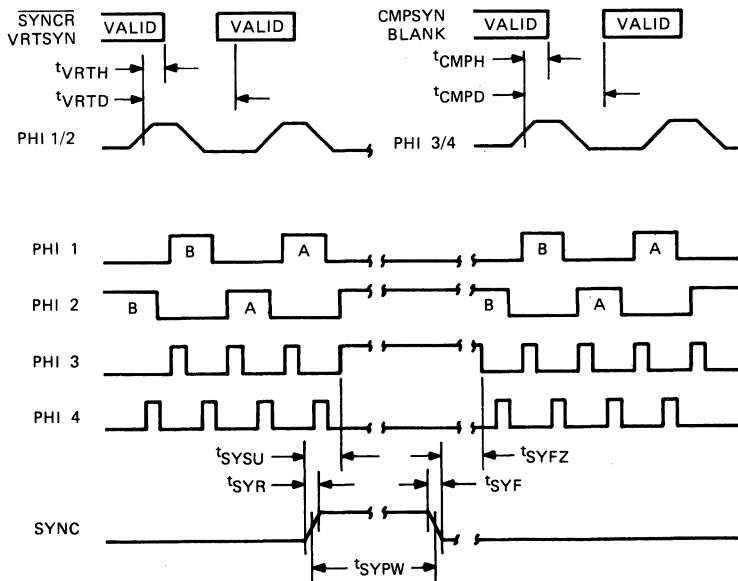 SYNCR
VRTSYN
VALID
VALID
tVRTH
tVRTD
PHI 1/2
CMPSYN
BLANK
VALID
VALID
tCMPH
tCMPD
PHI 3/4
PHI 1
B
A
B
A
PHI 2
B
A
B
A
PHI 3
PHI 4
tSYSU
tSYFZ
tSYR
tSYF
SYNC
tSYPW